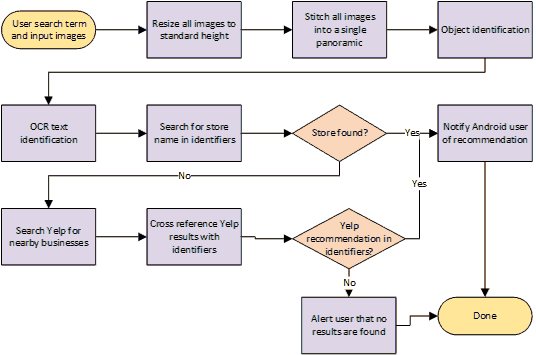 User search term
and input images
Resize all images to
standard height
Stitch all images
into a single
panoramic
Object identification
OCR text
identification
Search for store
name in identifiers
Store found?
Yes
Notify Android user
of recommendation
No
Yes
Search Yelp for
nearby businesses
Cross reference Yelp
results with
identifiers
Yelp
recommendation in
identifiers?
No
Alert user that no
results are found
Done